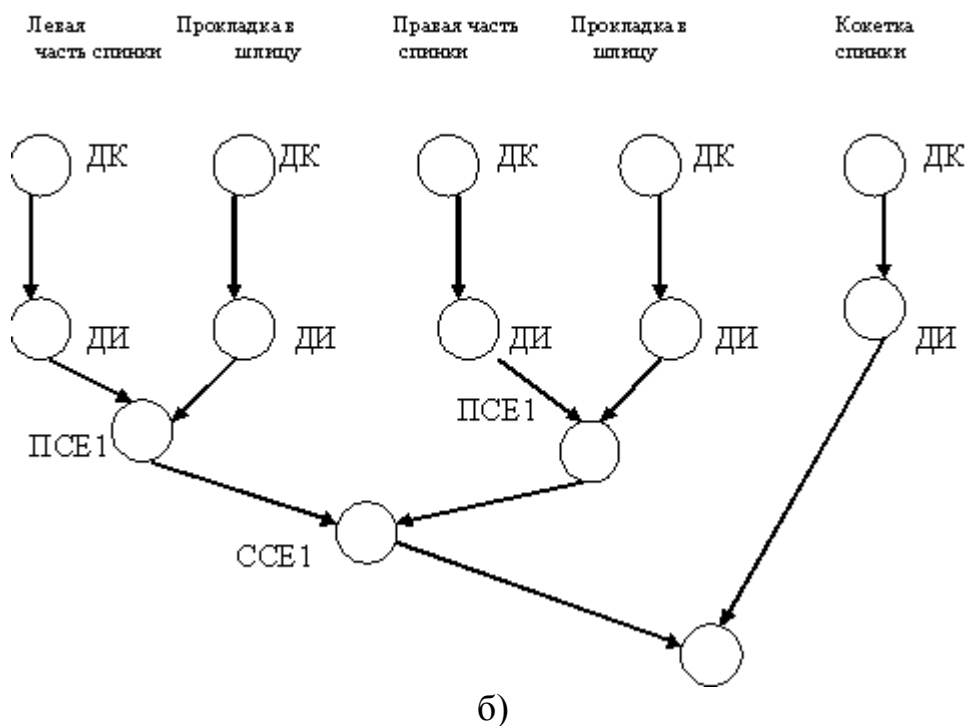 Левая
часть спинки
Прокладка в
шлицу
Правая часть
спинки
Прокладка в
шлицу
Кокетка
спинки
ДК
ДК
ДК
ДК
ДК
ДИ
ДИ
ДИ
ДИ
ДИ
ПСЕ1
ПСЕ1
ССЕ1
б)